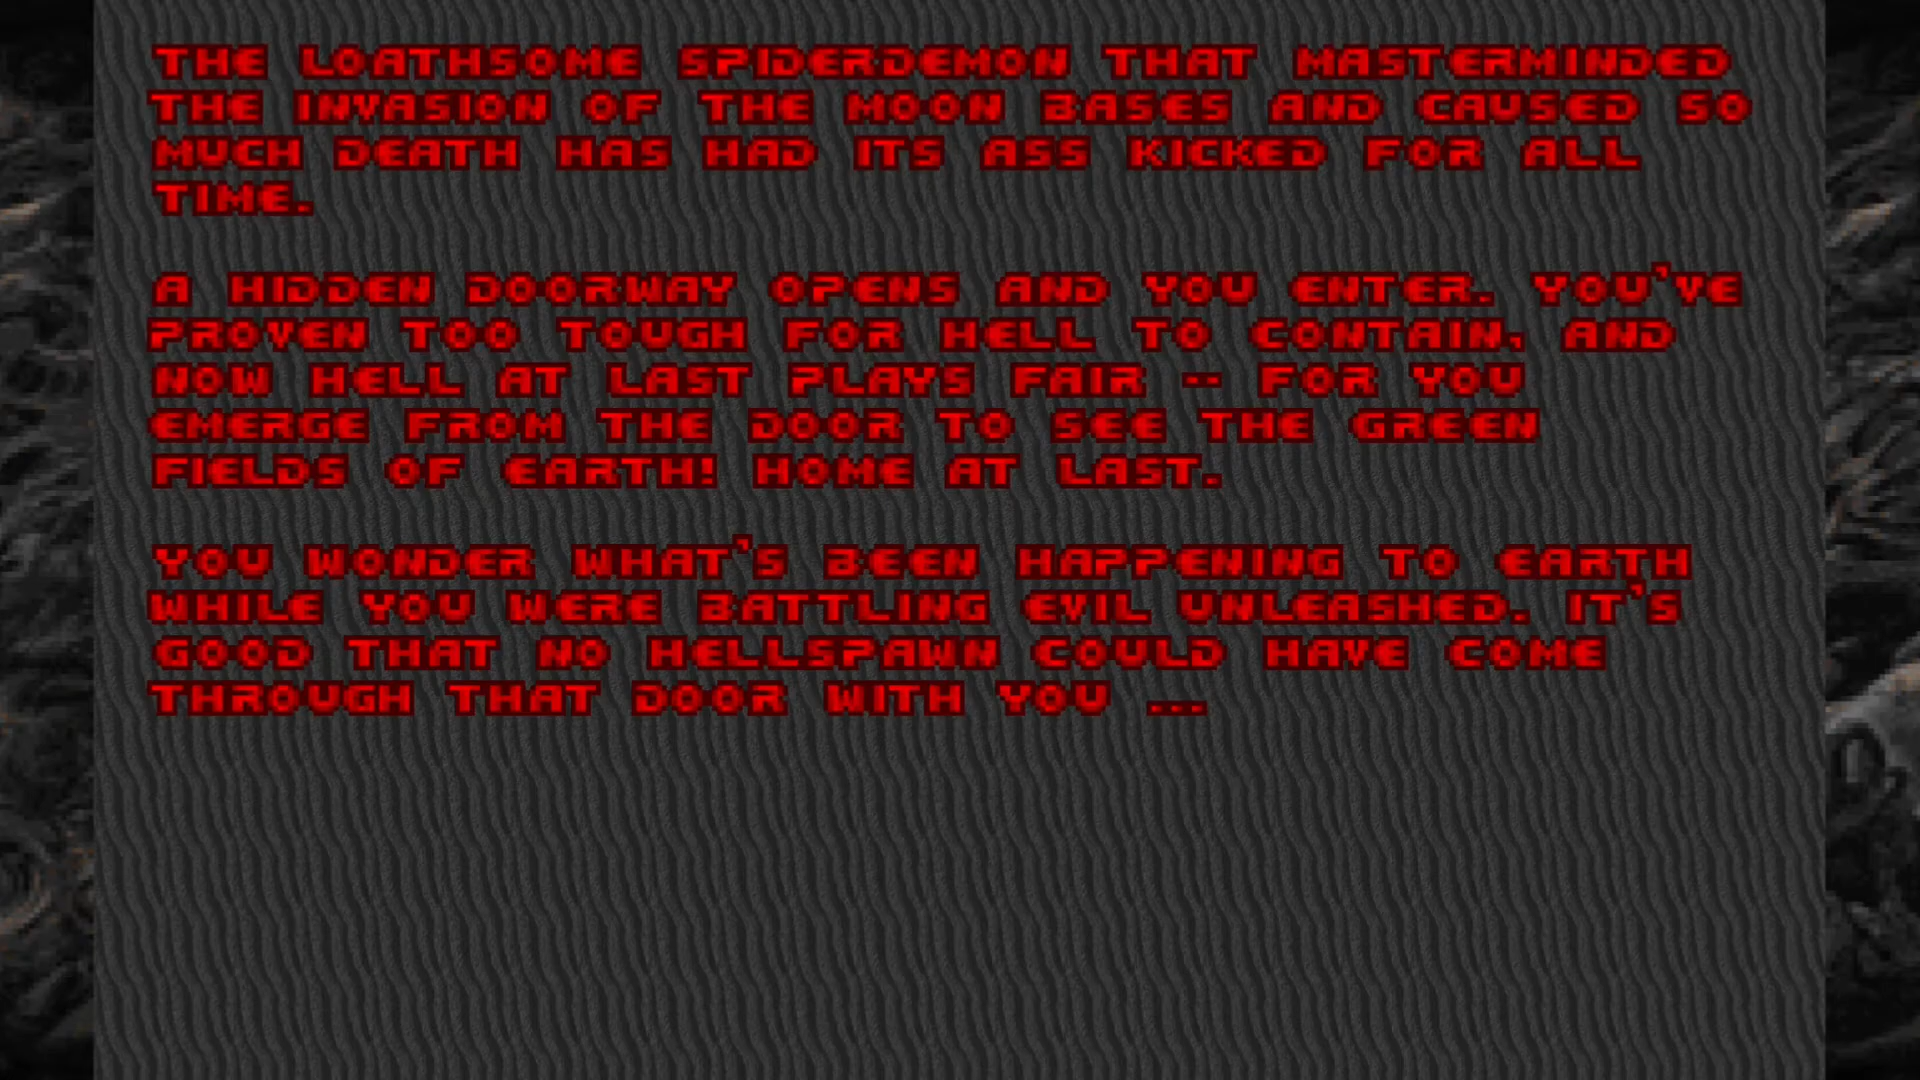 THE LOATHSOME SPIDERDEMON THAT MASTERMINDED
THE INVASION OF THE MOON BASES AND CAUSED SO
MUCH DEATH HAS HAD ITS ASS KICKED FOR ALL
TIME.
A HIDDEN DOORWAY OPENS AND YOU ENTER. YOU'VE
PROVEN TOO TOUGH FOR HELL TO CONTAIN, AND
NOW HELL AT LAST PLAYS FAIR -- FOR YOU
EMERGE FROM THE DOOR TO SEE THE GREEN
FIELDS OF EARTH! HOME AT LAST.
YOU WONDER WHAT'S BEEN HAPPENING TO EARTH
WHILE YOU WERE BATTLING EVIL UNLEASHED. IT'S
GOOD THAT NO HELLSPAWN COULD HAVE COME
THROUGH THAT DOOR WITH YOU ...